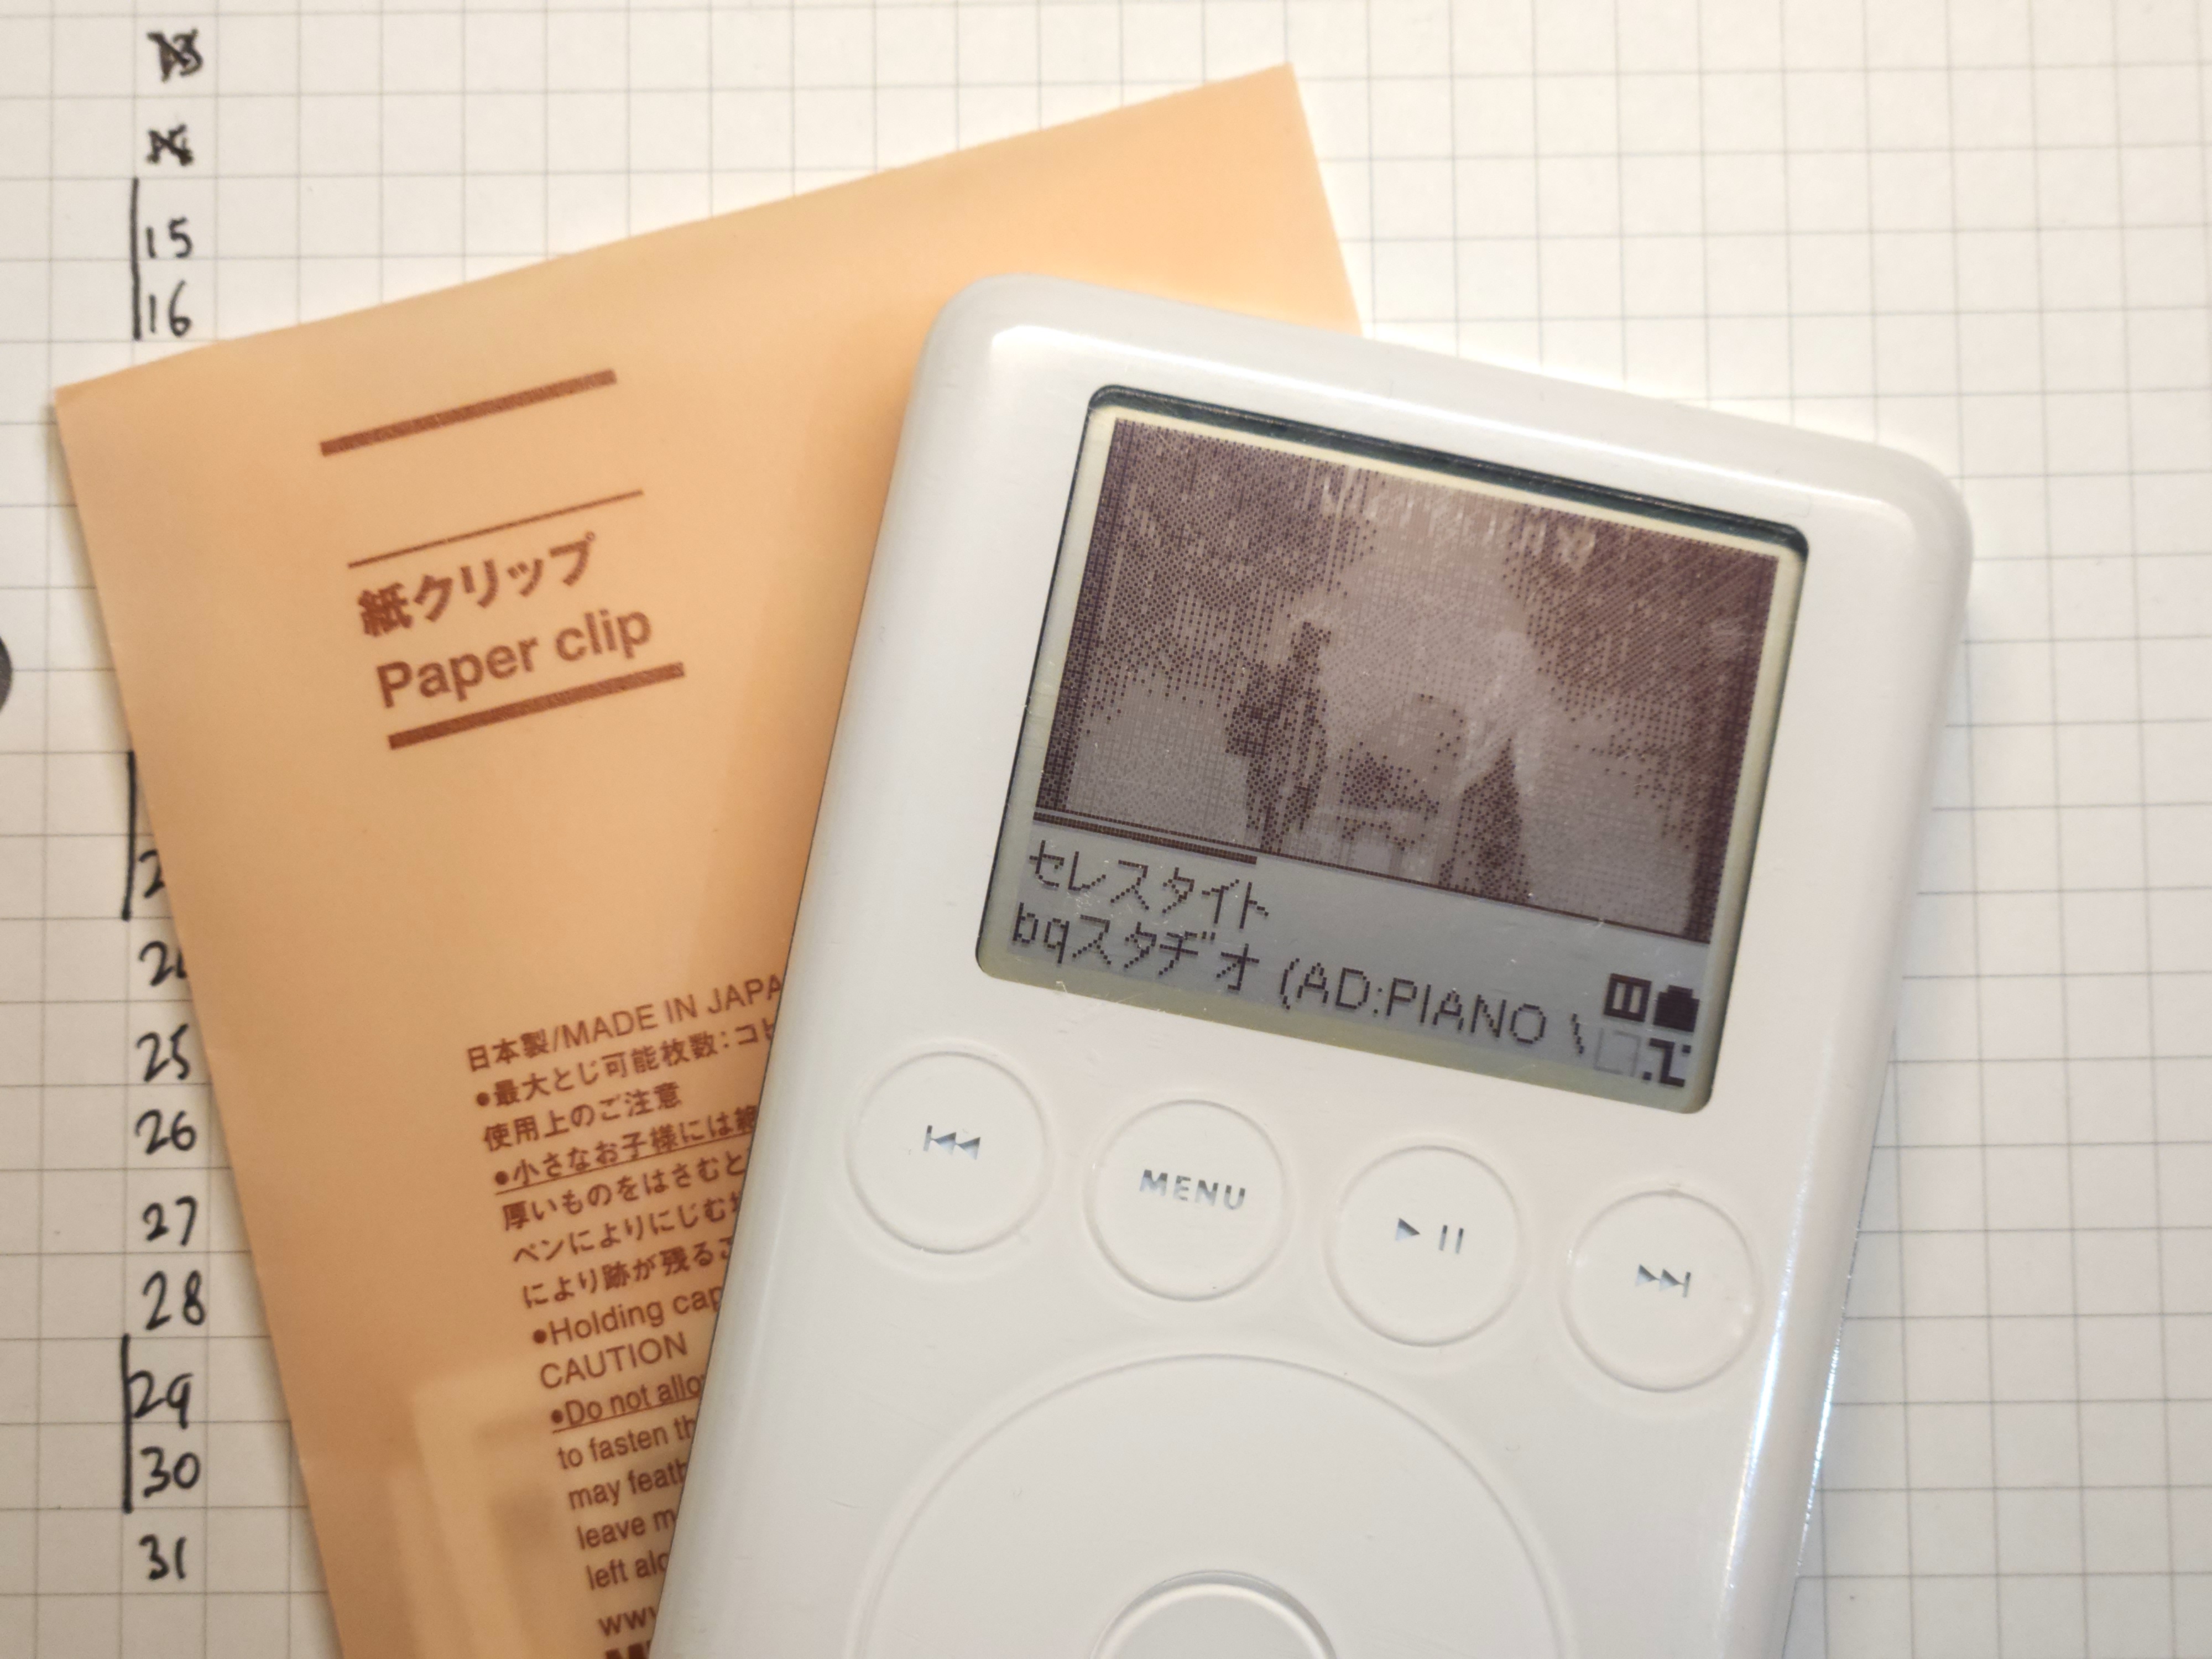 15
16
25
26
27
28
29
30
31
紙クリップ
Paper clip
日本製/MADE IN JAPA
•最大とじ可能枚数:コピ
使用上のご注意
•小さなお子様には絶
厚いものをはさむと
ペンによりにじむ
により跡が残るこ
•Holding cap
CAUTION
•Do not allo
to fasten th
may feath
leave m
left alo
www
セレスタイト
bqスタヂオ (AD:PIANO
MENU